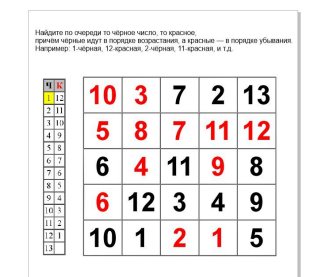 Найдите по очереди то чёрное число, то красное,
причём чёрные идут в порядке возрастания, а красные — в порядке убывания.
Например: 1-чёрная, 12-красная, 2-чёрная, 11-красная, и т.д.
Ч К
1 12
2 11
3 10
4 9
5 8
6 7
7 6
8 5
9 4
10 3
11 2
12 1
13
10 3 7 2 13
5 8 7 11 12
6 4 11 9 8
6 12 3 4 9
10 1 2 1 5